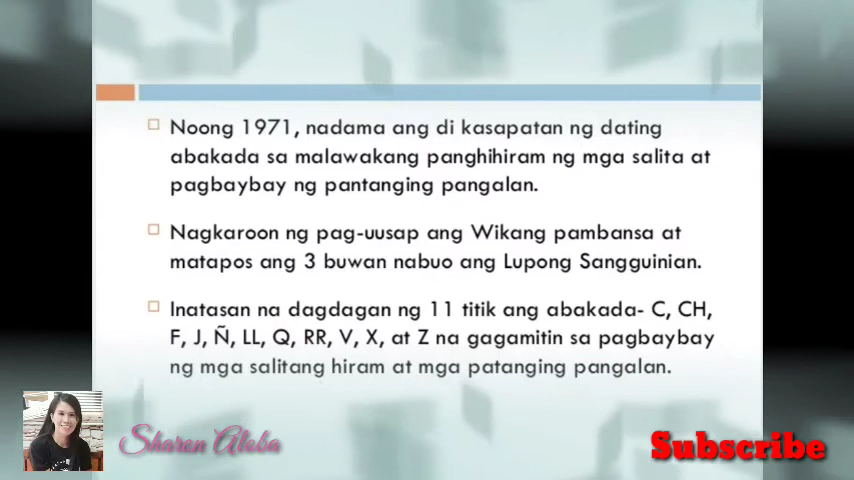 Noong 1971, nadama ang di kasapatan ng dating
abakada sa malawakang panghihiram ng mga salita at
pagbaybay ng pantanging pangalan.
Nagkaroon ng pag-uusap ang Wikang pambansa at
matapos ang 3 buwan nabuo ang Lupong Sangguinian.
Inatasan na dagdagan ng 11 titik ang abakada- C, CH,
F, J, Ñ, LL, Q, RR, V, X, at Z na gagamitin sa pagbaybay
ng mga salitang hiram at mga patanging pangalan.
Sharen Aloba
Subscribe